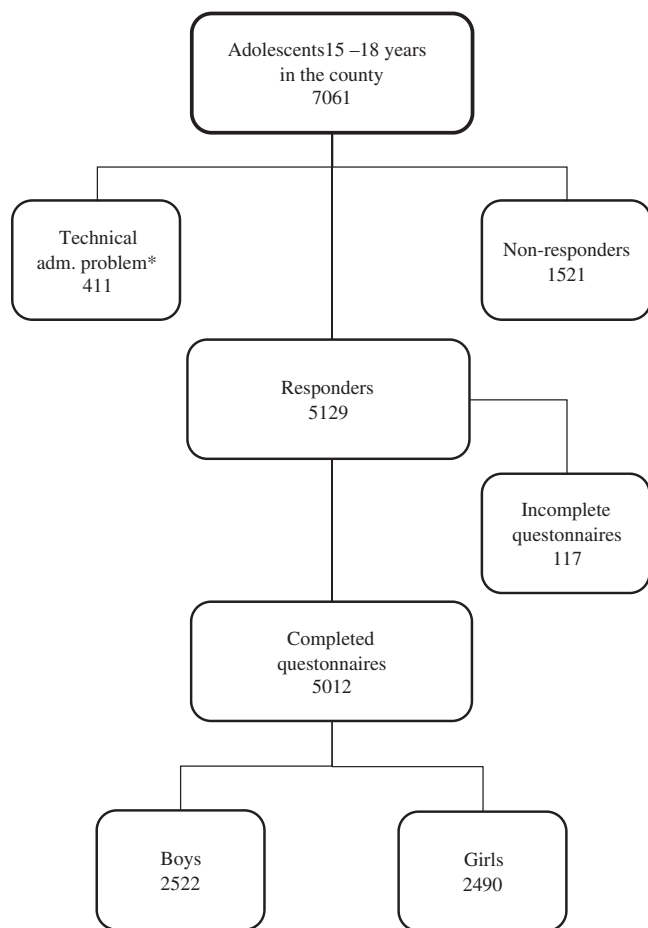 Adolescents15 –18 years
in the county
7061
Technical
adm. problem*
411
Non-responders
1521
Responders
5129
Incomplete
questonnaires
117
Completed
questonnaires
5012
Boys
2522
Girls
2490